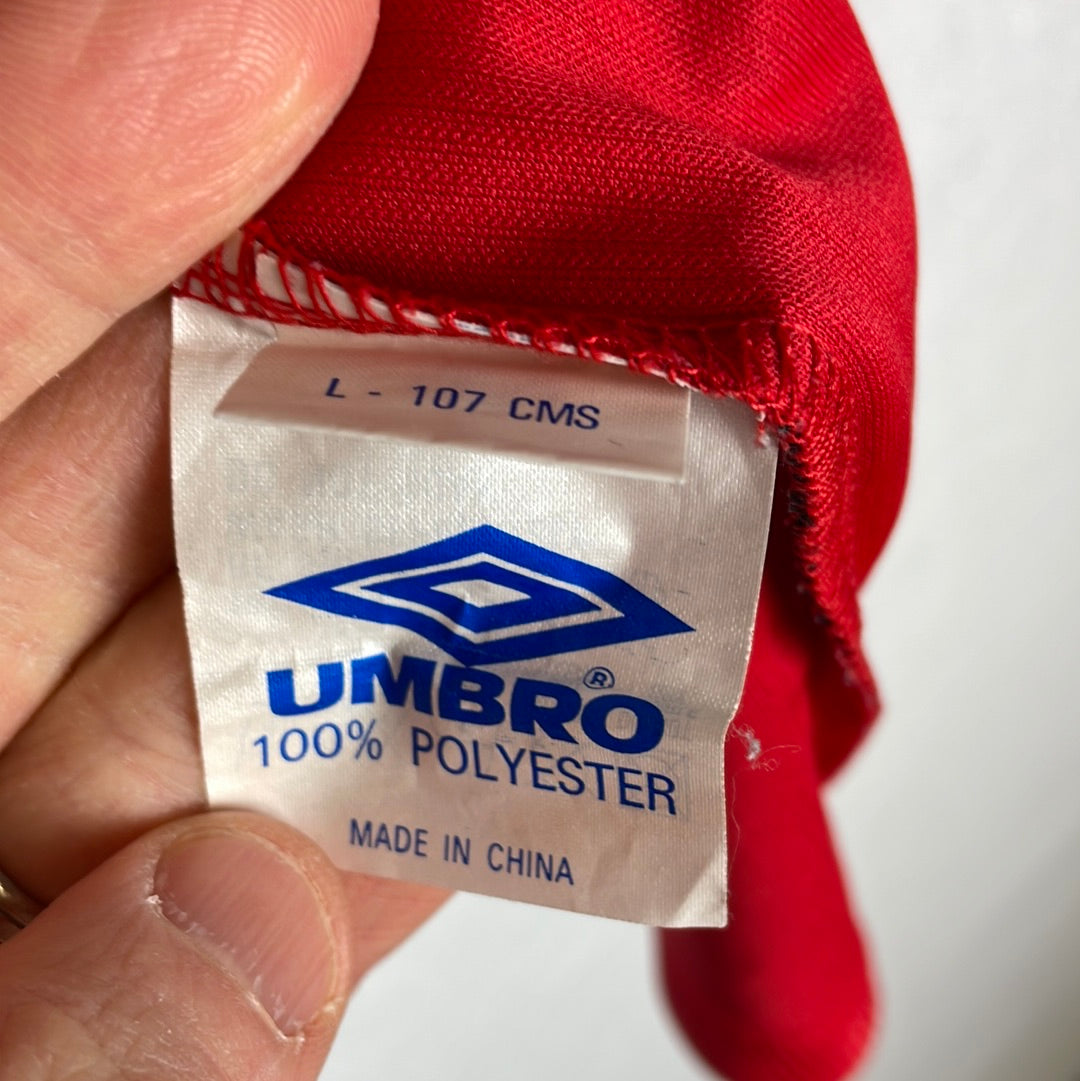 L - 107 CMS
UMBRO®
100% POLYESTER
MADE IN CHINA